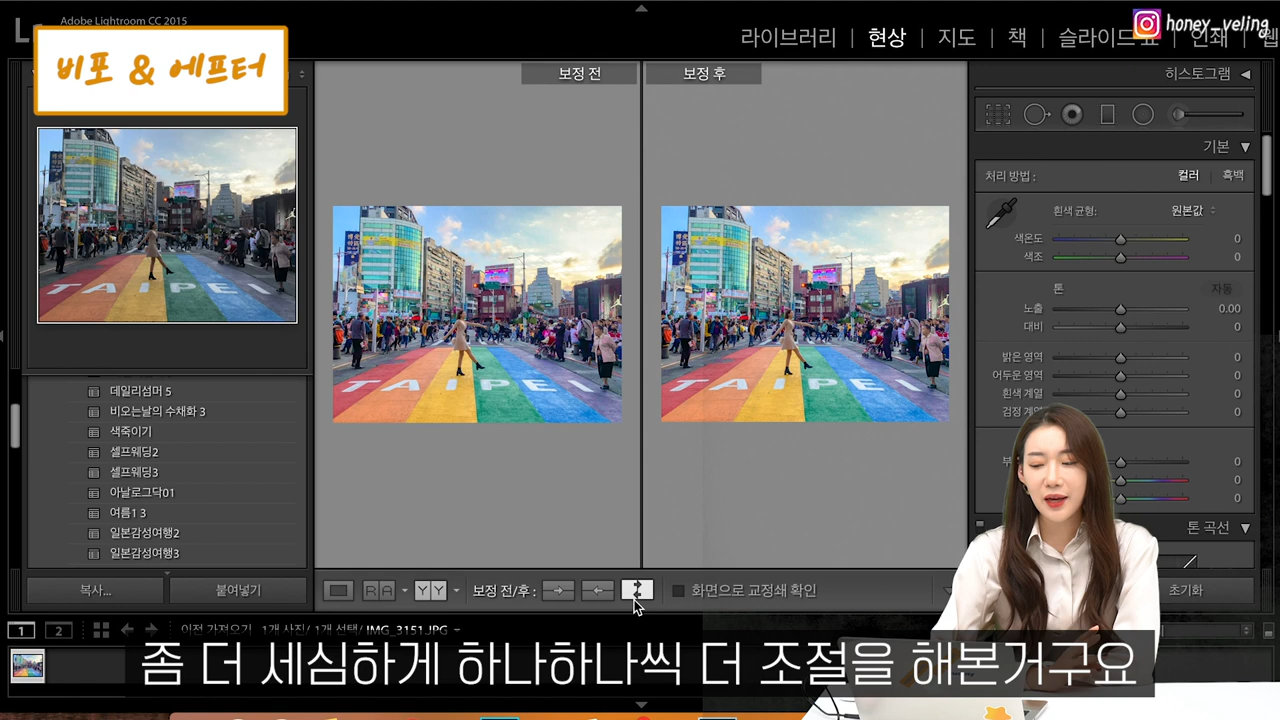 Adobe Lightroom CC 2015
honey_veling
비포 & 에프터
라이브러리 | 현상 | 지도 | 책 | 슬라이드쇼 | 인쇄 | 웹
보정 전
보정 후
히스토그램
기본
처리 방법 :
컬러
흑백
흰색 균형:
원본값
색온도
0
색조
0
톤
자동
노출
0.00
대비
0
밝은 영역
0
어두운 영역
0
흰색 계열
0
검정 계열
0
0
0
0
톤 곡선
TAIPEI
TAIPEI
TAIPEI
데일리섬머 5
비오는날의 수채화 3
색죽이기
셀프웨딩2
셀프웨딩3
아날로그닥01
여름1 3
일본감성여행2
일본감성여행3
복사...
붙여넣기
R A
Y Y
보정 전/후 :
화면으로 교정쇄 확인
초기화
1
2
이전 가져오기
1개 사진/ 1개 선택/ IMG_3151.JPG
좀 더 세심하게 하나하나씩 더 조절을 해본거구요